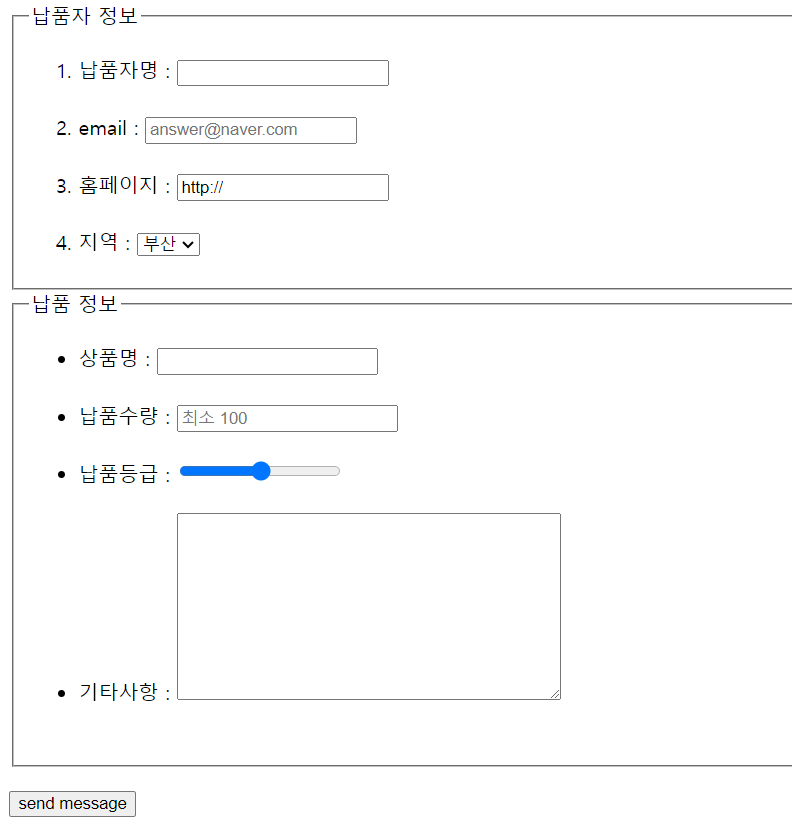 납품자 정보
1. 납품자명 :
2. email : answer@naver.com
3. 홈페이지 : http://
4. 지역 : 부산
납품 정보
• 상품명 :
• 납품수량 : 최소 100
• 납품등급 :
• 기타사항 :
send message